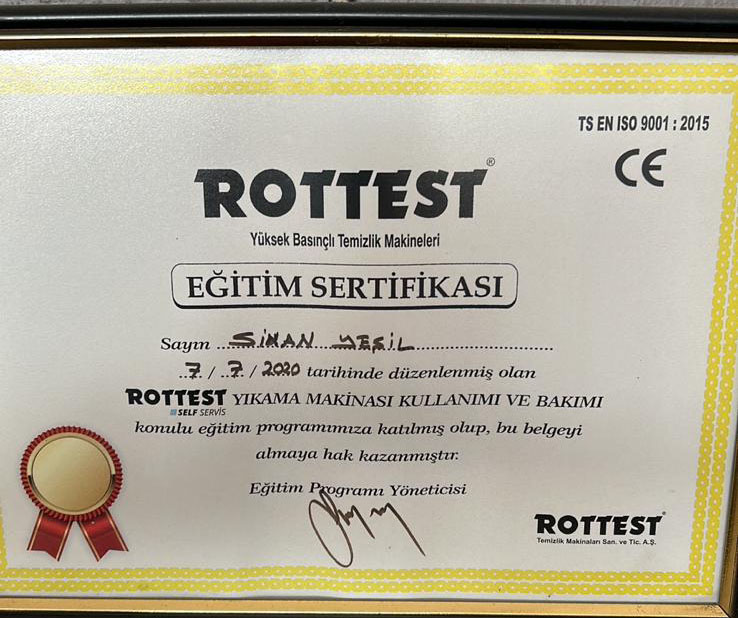 TS EN ISO 9001 : 2015
CE
ROTTEST®
Yüksek Basınçlı Temizlik Makineleri
EĞİTİM SERTİFİKASI
Sayın ...SİNAN YEŞİL...............................
..7. / ..7. / 2020 tarihinde düzenlenmiş olan
ROTTEST YIKAMA MAKİNASI KULLANIMI VE BAKIMI
SELF SERVİS
konulu eğitim programımıza katılmış olup, bu belgeyi
almaya hak kazanmıştır.
Eğitim Programı Yöneticisi
ROTTEST®
Temizlik Makinaları San. ve Tic. A.Ş.